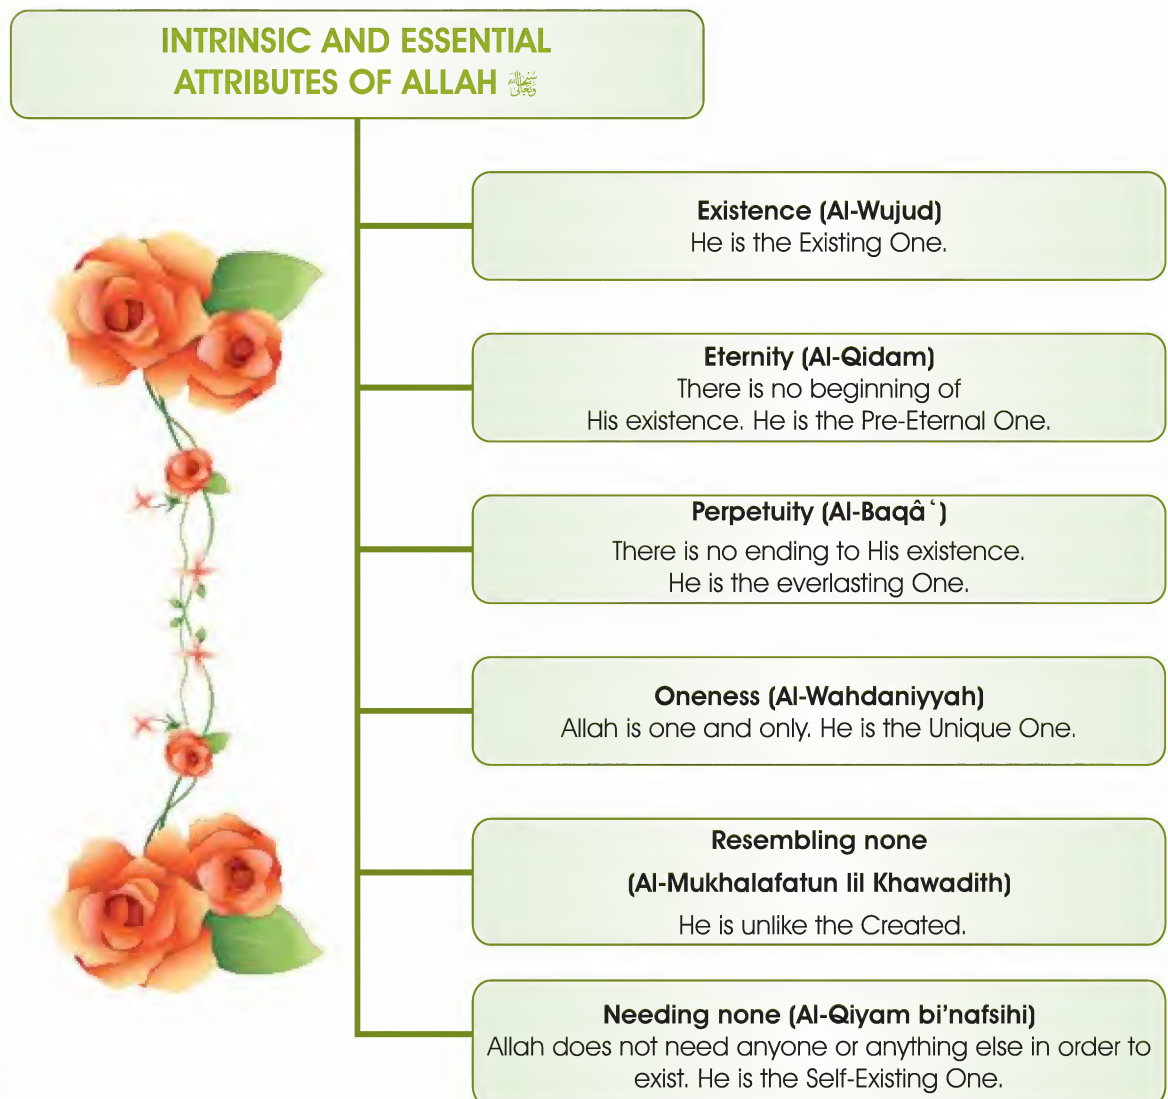 INTRINSIC AND ESSENTIAL
ATTRIBUTES OF ALLAH سُبْحَانَهُ وَتَعَالَىٰ
Existence (Al-Wujud)
He is the Existing One.
Eternity (Al-Qidam)
There is no beginning of
His existence. He is the Pre-Eternal One.
Perpetuity (Al-Baqâ‘)
There is no ending to His existence.
He is the everlasting One.
Oneness (Al-Wahdaniyyah)
Allah is one and only. He is the Unique One.
Resembling none
(Al-Mukhalafatun lil Khawadith)
He is unlike the Created.
Needing none (Al-Qiyam bi’nafsihi)
Allah does not need anyone or anything else in order to
exist. He is the Self-Existing One.